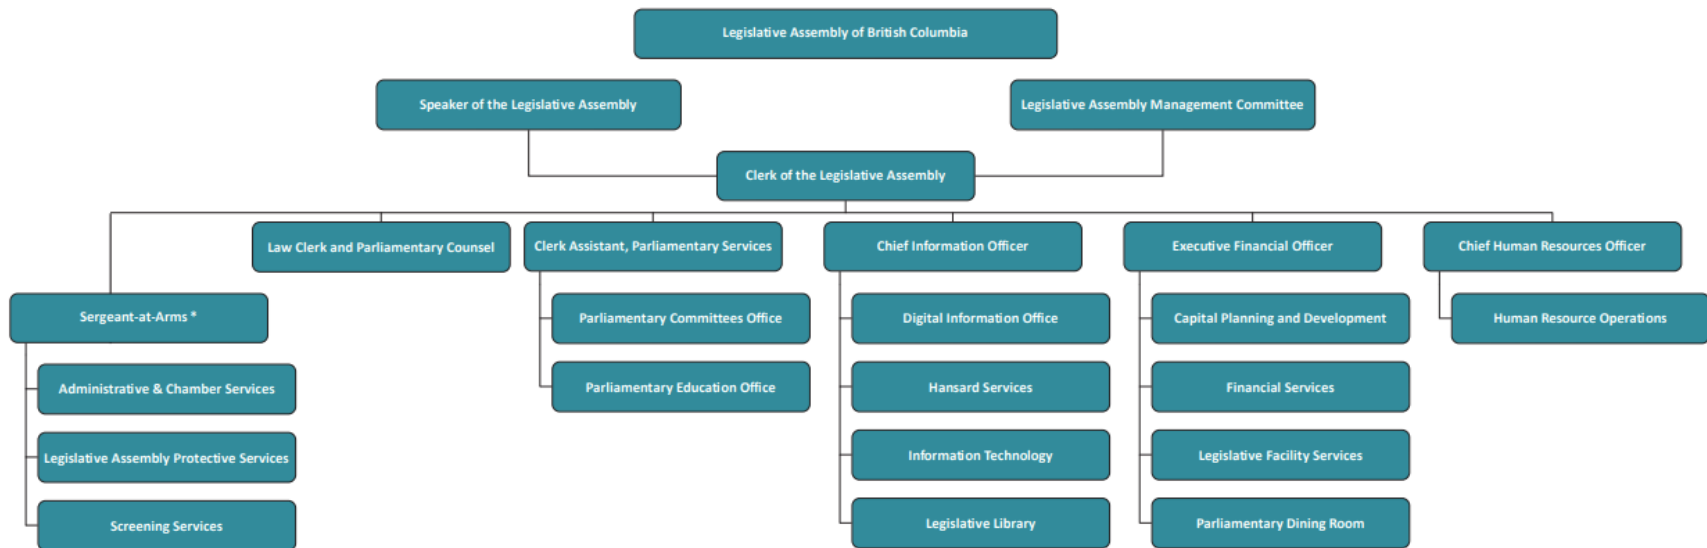 Legislative Assembly of British Columbia
Speaker of the Legislative Assembly
Legislative Assembly Management Committee
Clerk of the Legislative Assembly
Law Clerk and Parliamentary Counsel
Clerk Assistant, Parliamentary Services
Chief Information Officer
Executive Financial Officer
Chief Human Resources Officer
Sergeant-at-Arms *
Parliamentary Committees Office
Digital Information Office
Capital Planning and Development
Human Resource Operations
Administrative & Chamber Services
Parliamentary Education Office
Hansard Services
Financial Services
Legislative Assembly Protective Services
Information Technology
Legislative Facility Services
Screening Services
Legislative Library
Parliamentary Dining Room